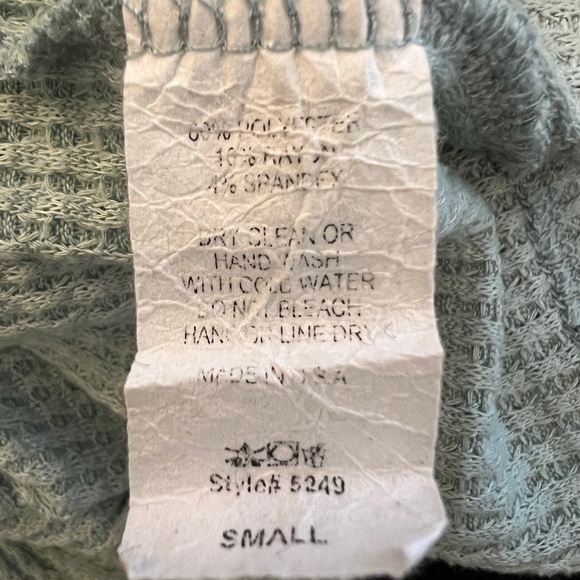 POLYESTER
16% RAYON
4% SPANDEX
DRY CLEAN OR
HAND WASH
WITH COLD WATER
DO NOT BLEACH
HANG OR LINE DRY
MADE IN U.S.A
Style# 5249
SMALL